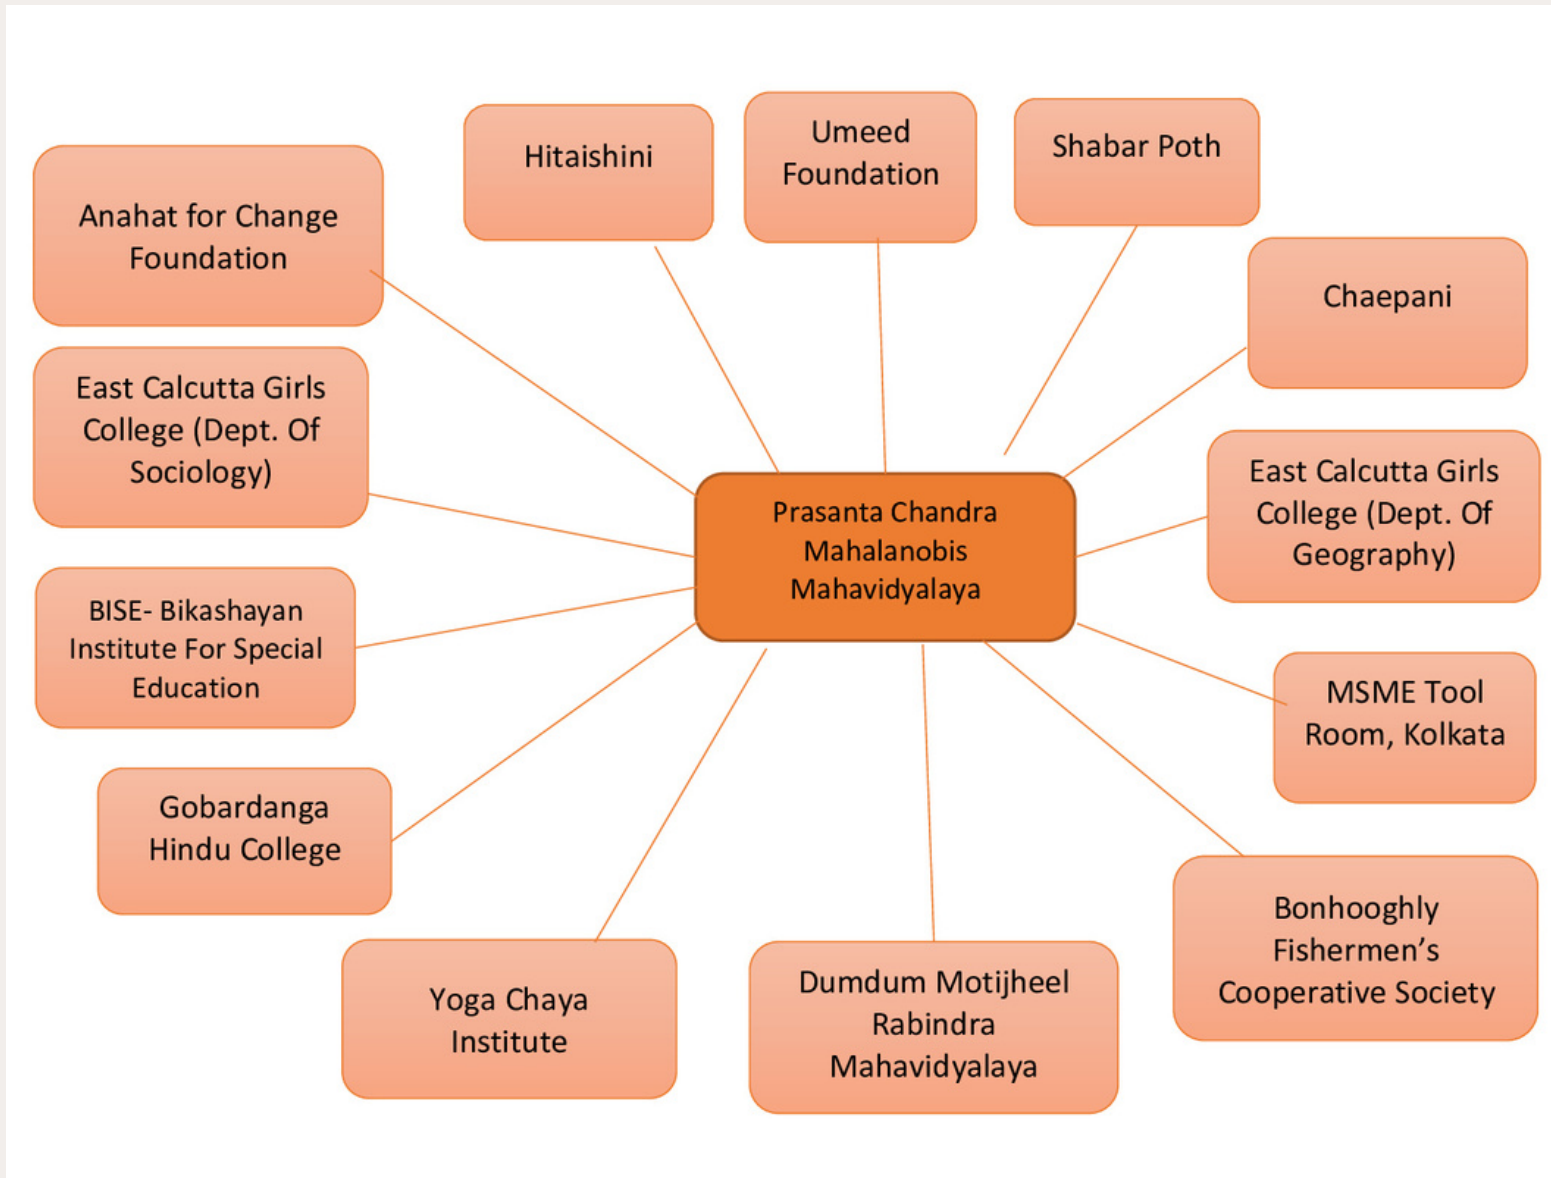 Hitaishini
Umeed
Foundation
Shabar Poth
Anahat for Change
Foundation
Chaepani
East Calcutta Girls
College (Dept. Of
Sociology)
East Calcutta Girls
College (Dept. Of
Geography)
Prasanta Chandra
Mahalanobis
Mahavidyalaya
BISE- Bikashayan
Institute For Special
Education
MSME Tool
Room, Kolkata
Gobardanga
Hindu College
Bonhooghly
Fishermen’s
Cooperative Society
Yoga Chaya
Institute
Dumdum Motijheel
Rabindra
Mahavidyalaya